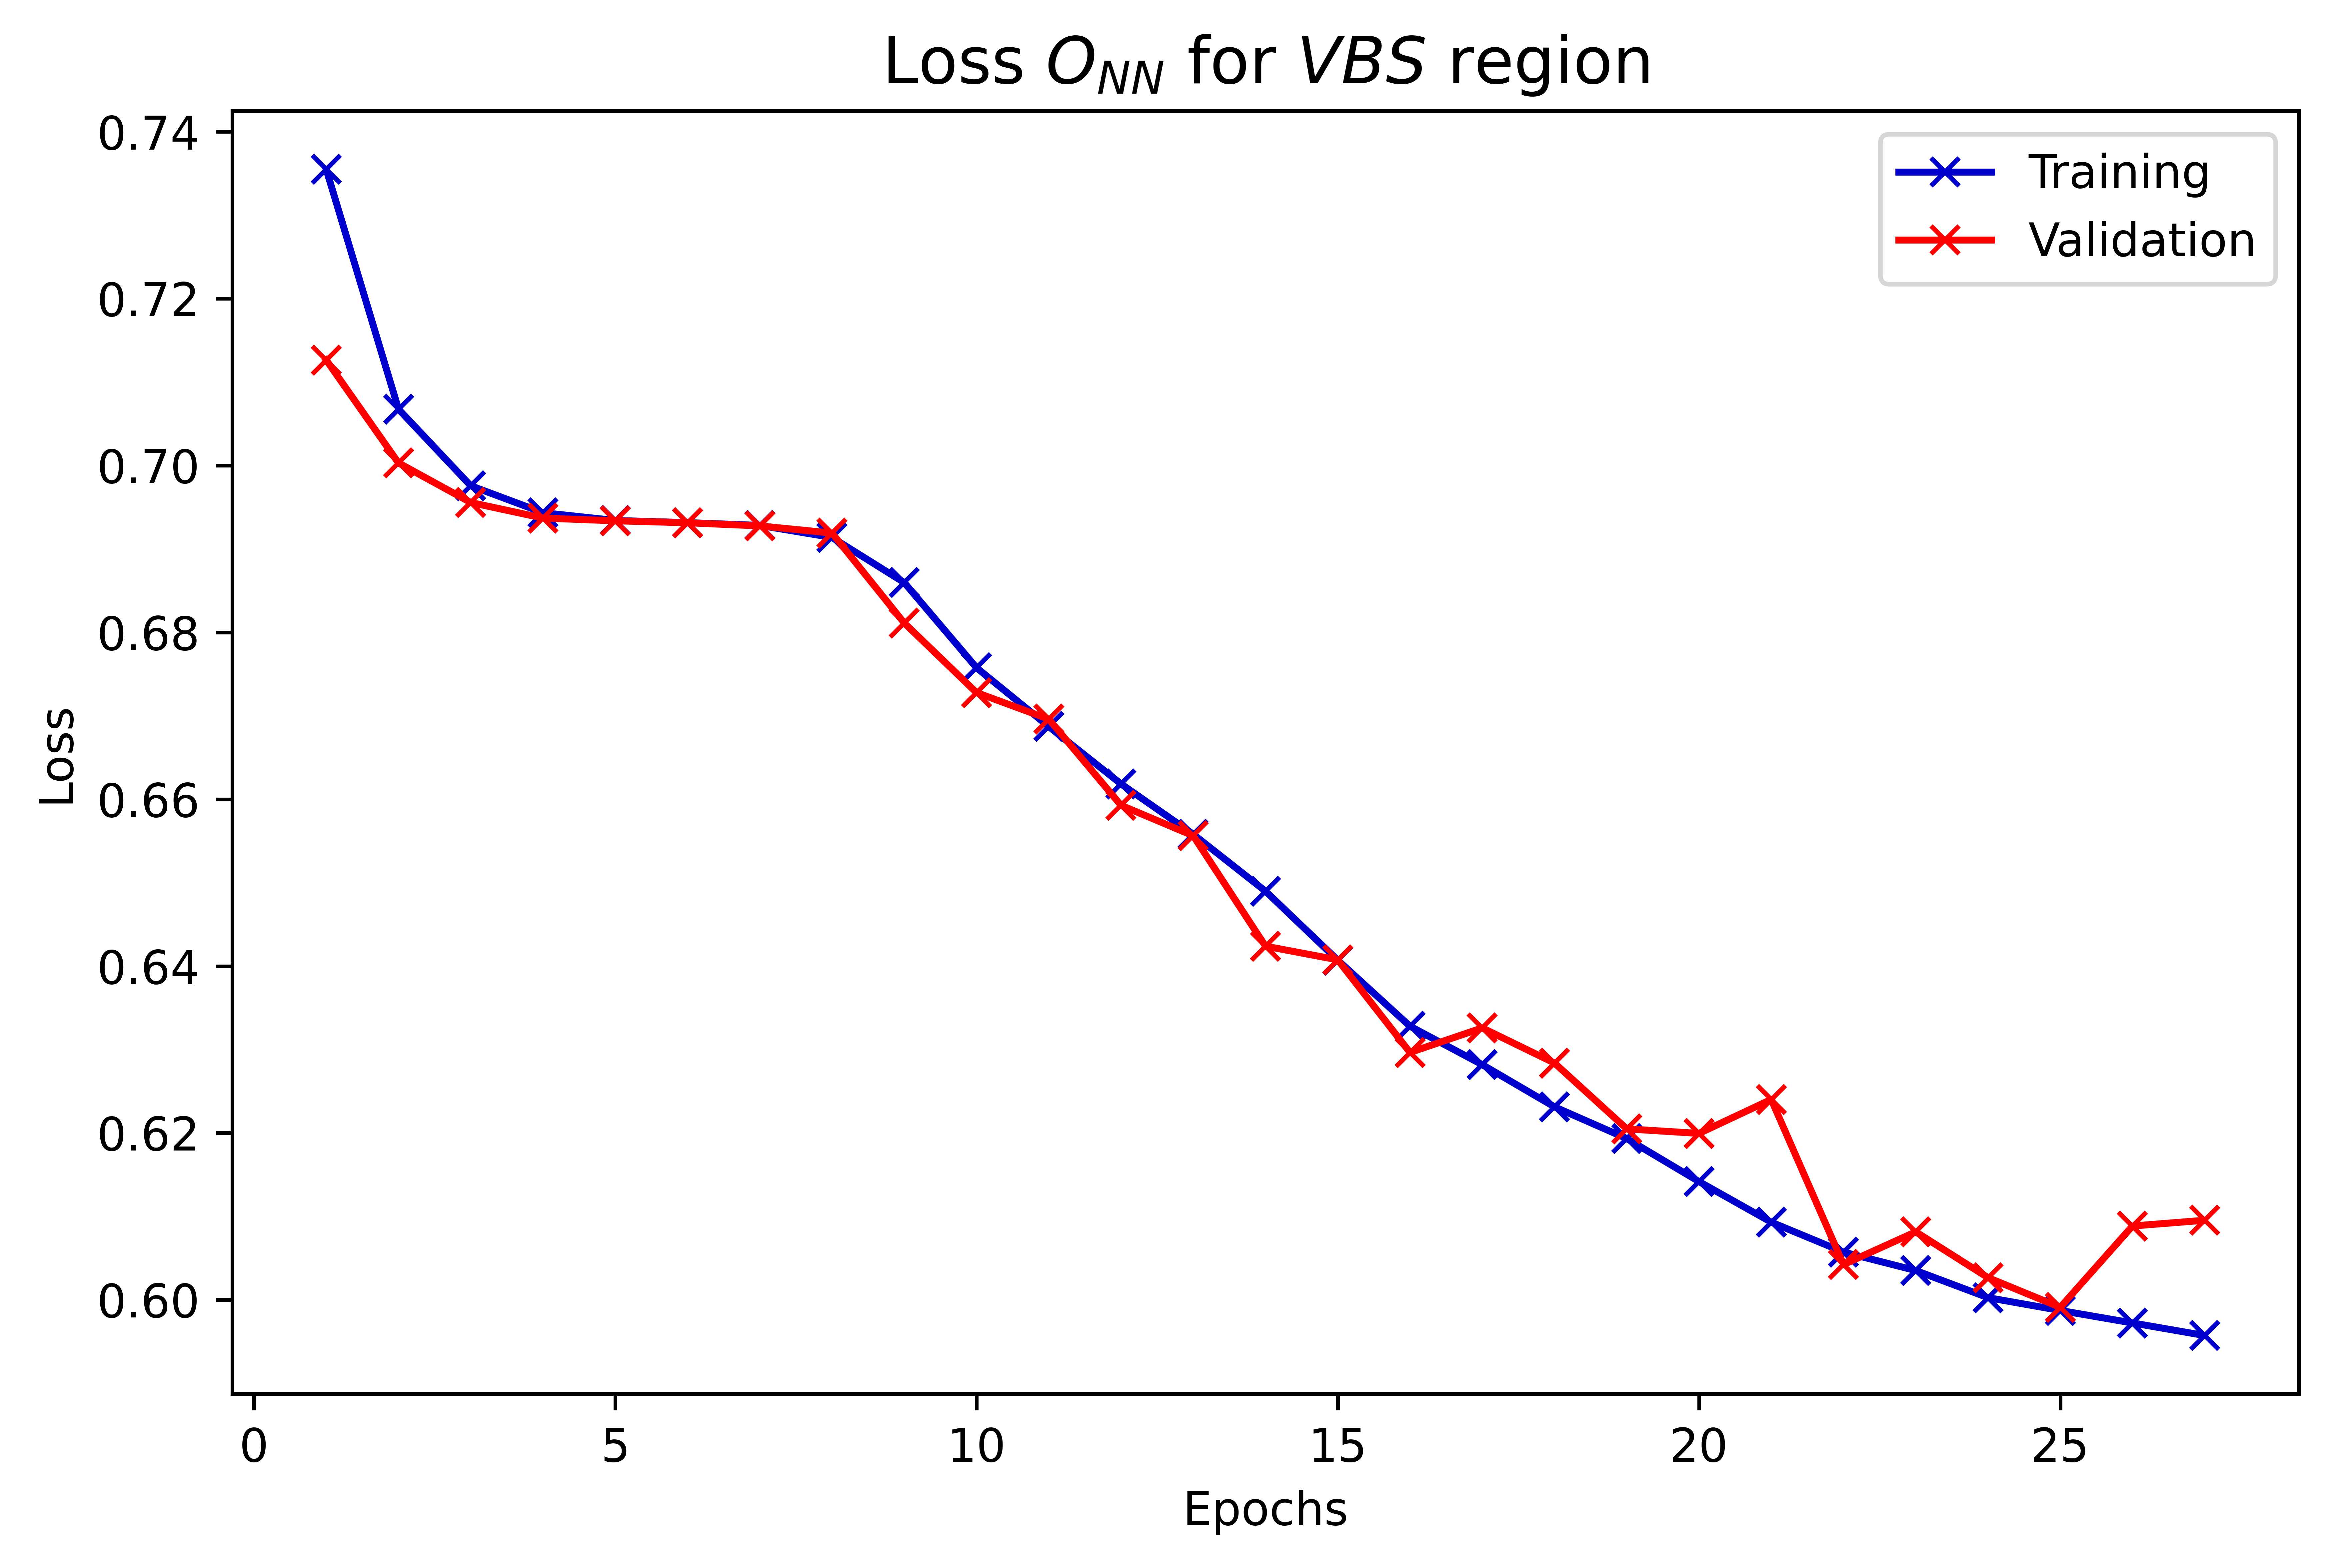 Loss O_NN for VBS region
0.74
0.72
0.70
0.68
0.66
0.64
0.62
0.60
Loss
Training
Validation
0 5 10 15 20 25
Epochs